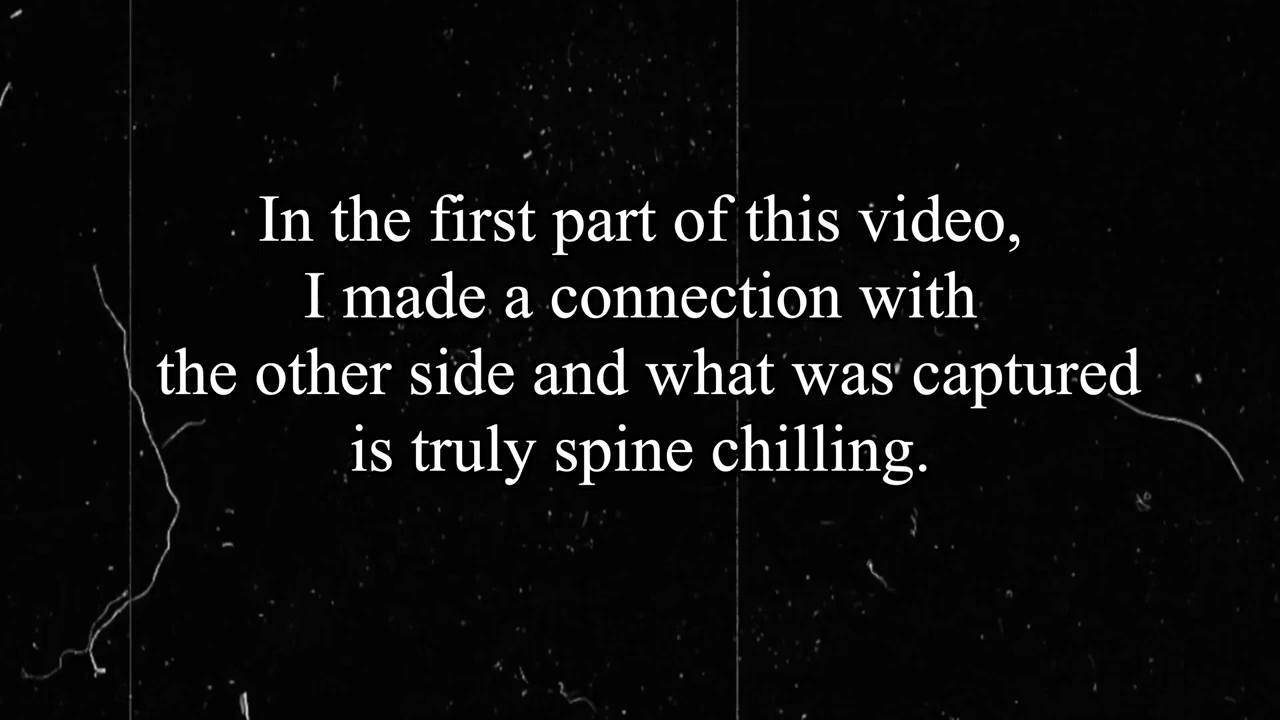 In the first part of this video,
I made a connection with
the other side and what was captured
is truly spine chilling.